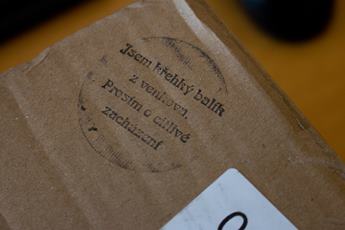 Jsem křehký balík
z venkova.
Prosím o citlivé
zacházení